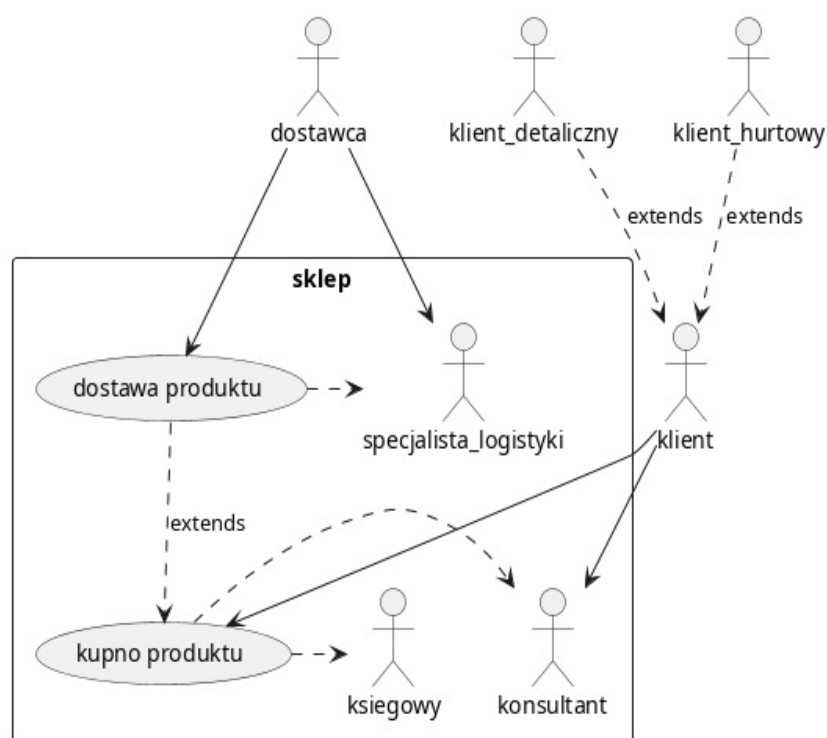 dostawca
klient_detaliczny
klient_hurtowy
extends
extends
sklep
dostawa produktu
specjalista_logistyki
klient
extends
kupno produktu
ksiegowy
konsultant